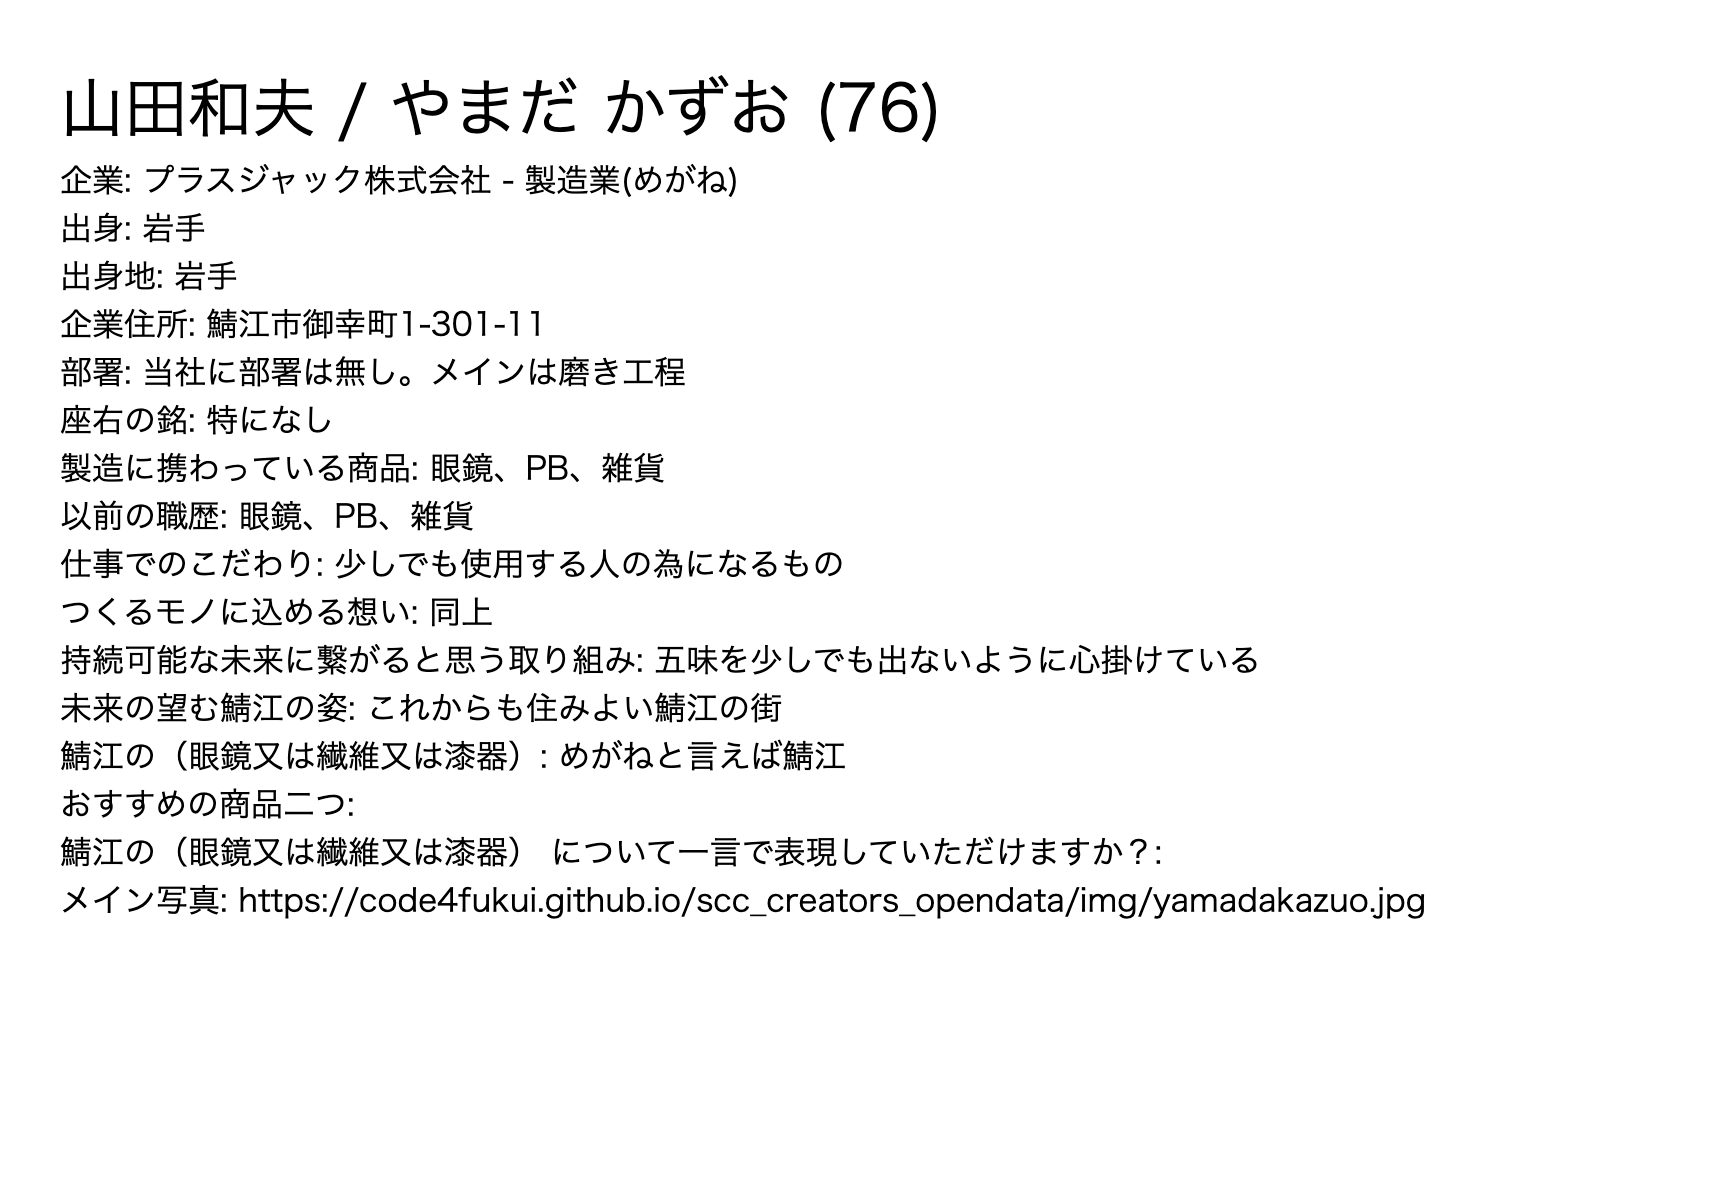 山田和夫 / やまだ かずお (76)
企業: プラスジャック株式会社 - 製造業(めがね)
出身: 岩手
出身地: 岩手
企業住所: 鯖江市御幸町1-301-11
部署: 当社に部署は無し。メインは磨き工程
座右の銘: 特になし
製造に携わっている商品: 眼鏡、PB、雑貨
以前の職歴: 眼鏡、PB、雑貨
仕事でのこだわり: 少しでも使用する人の為になるもの
つくるモノに込める想い: 同上
持続可能な未来に繋がると思う取り組み: 五味を少しでも出ないように心掛けている
未来の望む鯖江の姿: これからも住みよい鯖江の街
鯖江の（眼鏡又は繊維又は漆器）: めがねと言えば鯖江
おすすめの商品二つ:
鯖江の（眼鏡又は繊維又は漆器） について一言で表現していただけますか？:
メイン写真: https://code4fukui.github.io/scc_creators_opendata/img/yamadakazuo.jpg